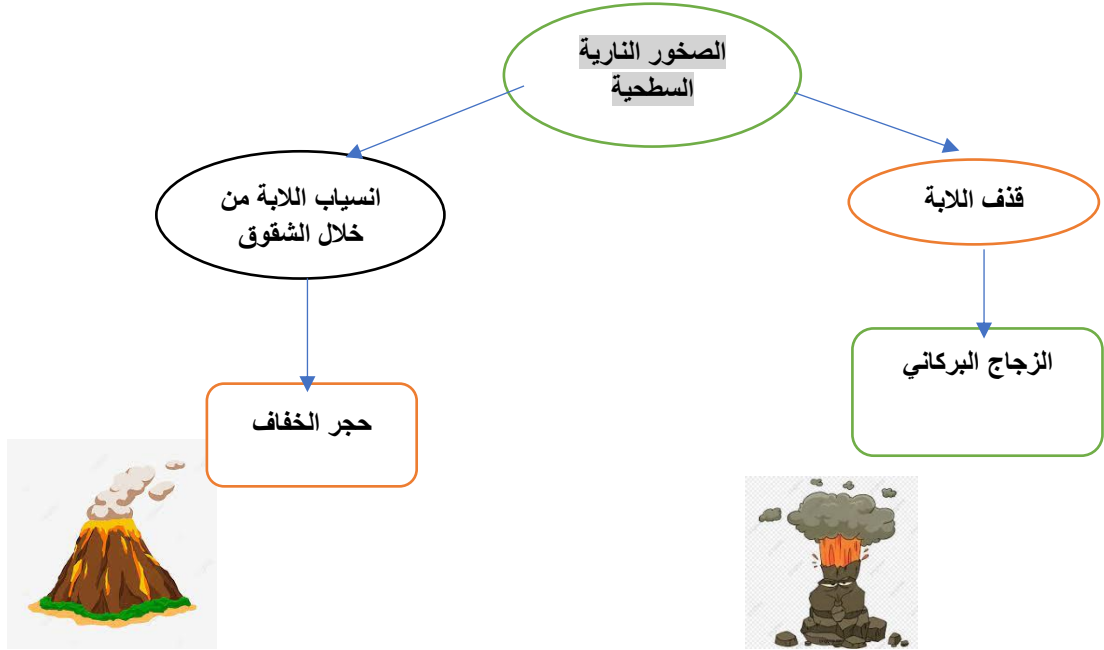 الصخور النارية
السطحية
قذف اللابة
انسياب اللابة من
خلال الشقوق
الزجاج البركاني
حجر الخفاف